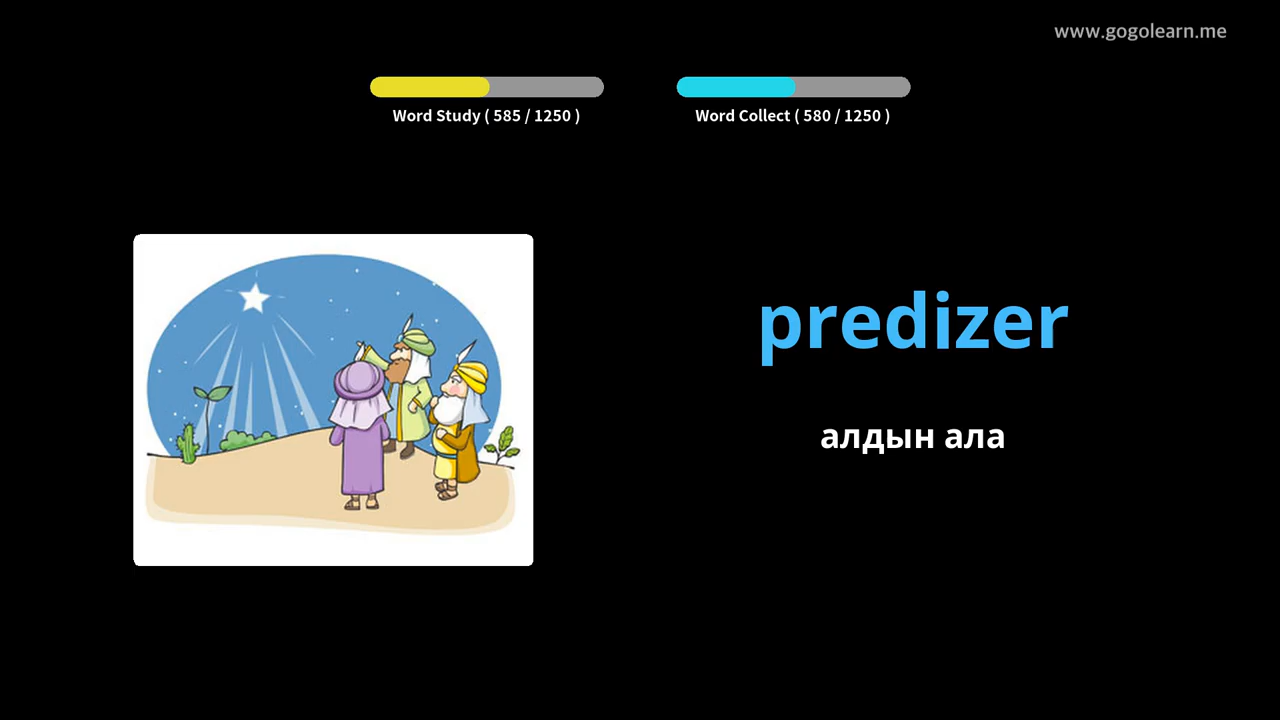 www.gogolearn.me
Word Study ( 585 / 1250 )
Word Collect ( 580 / 1250 )
predizer
алдын ала